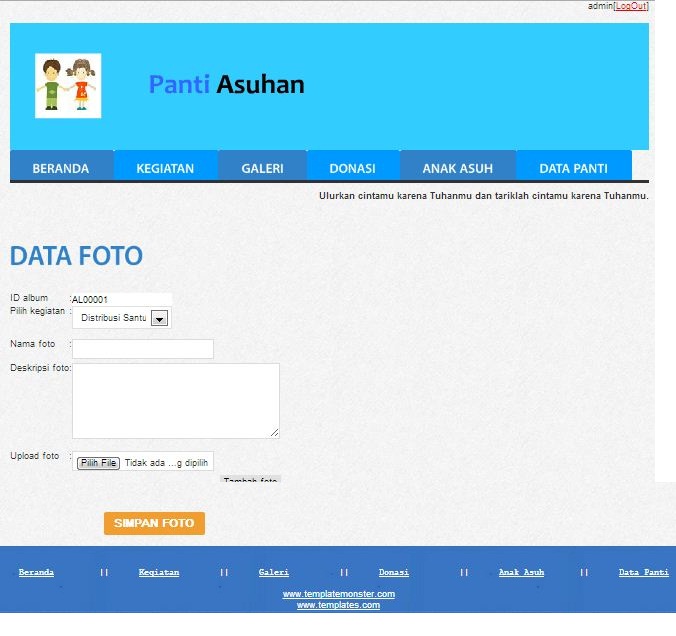 admin[LogOut]
Panti Asuhan
BERANDA KEGIATAN GALERI DONASI ANAK ASUH DATA PANTI
Ulurkan cintamu karena Tuhanmu dan tariklah cintamu karena Tuhanmu.
DATA FOTO
ID album :AL00001
Pilih kegiatan : Distribusi Santu
Nama foto :
Deskripsi foto:
Upload foto : Pilih File Tidak ada ...g dipilih
Tambah foto
SIMPAN FOTO
Beranda || Kegiatan || Galeri || Donasi || Anak Asuh || Data Panti
www.templatemonster.com
www.templates.com